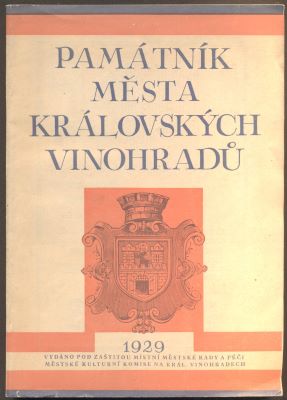 PAMÁTNÍK
MĚSTA
KRÁLOVSKÝCH
VINOHRADŮ
1929
VYDÁNO POD ZÁŠTITOU MÍSTNÍ MĚSTSKÉ RADY A PÉČÍ
MĚSTSKÉ KULTURNÍ KOMISE NA KRÁL. VINOHRADECH